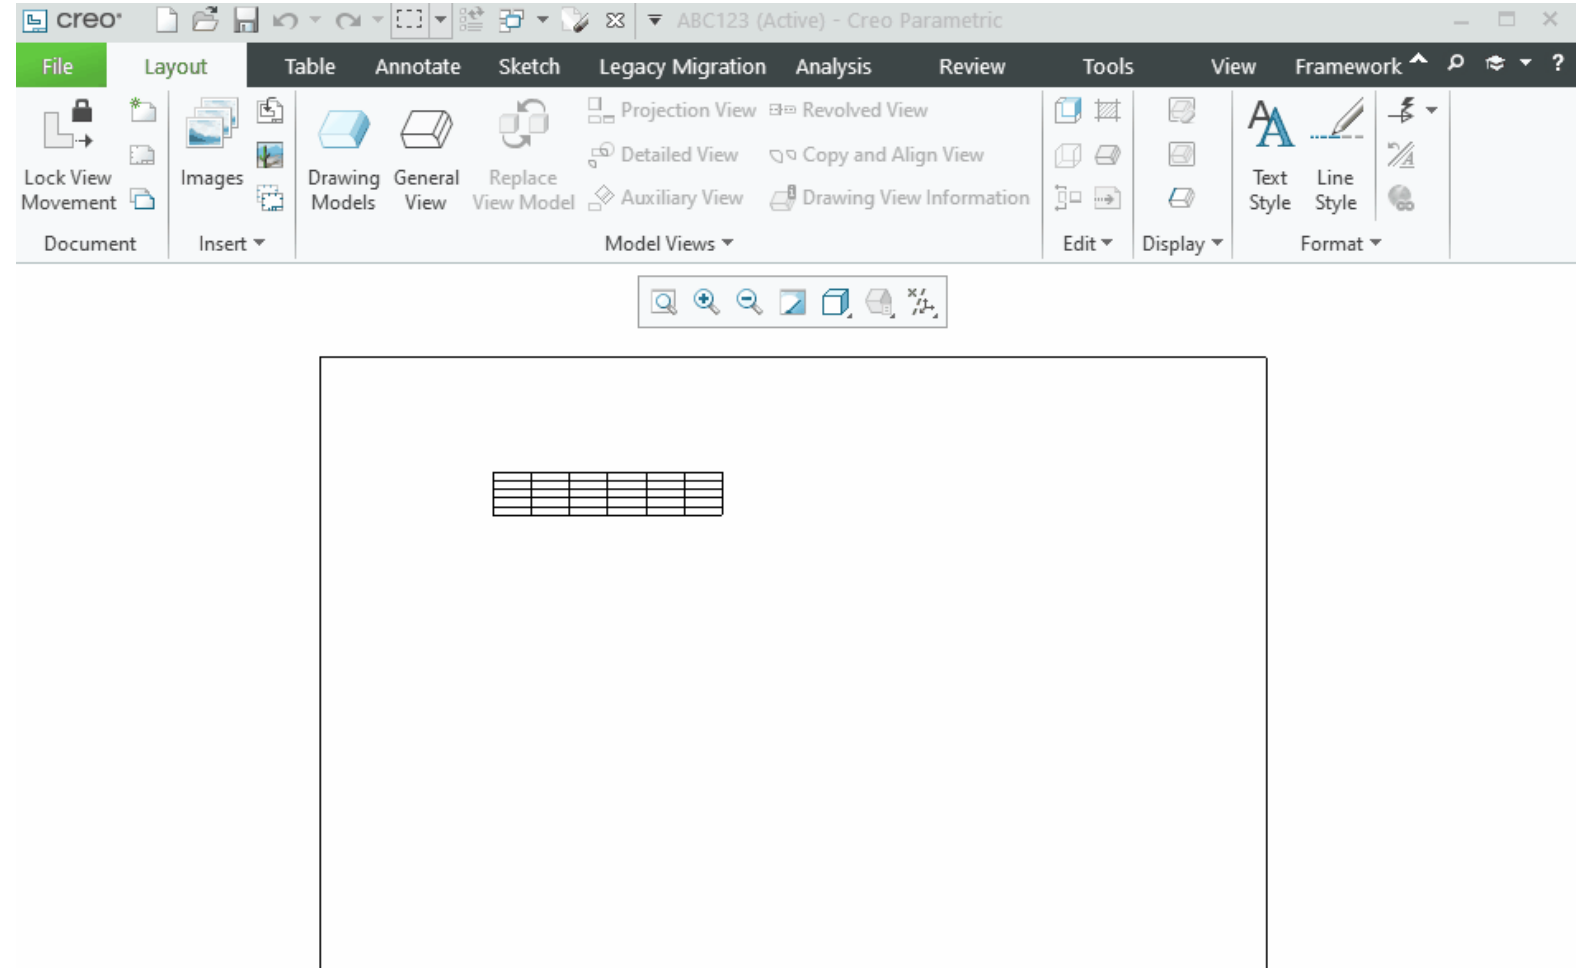 creo ABC123 (Active) - Creo Parametric
File Layout Table Annotate Sketch Legacy Migration Analysis Review Tools View Framework ?
Projection View Revolved View
Detailed View Copy and Align View
Lock View Movement Images Drawing Models General View Replace View Model Auxiliary View Drawing View Information Text Style Line Style
Document Insert Model Views Edit Display Format